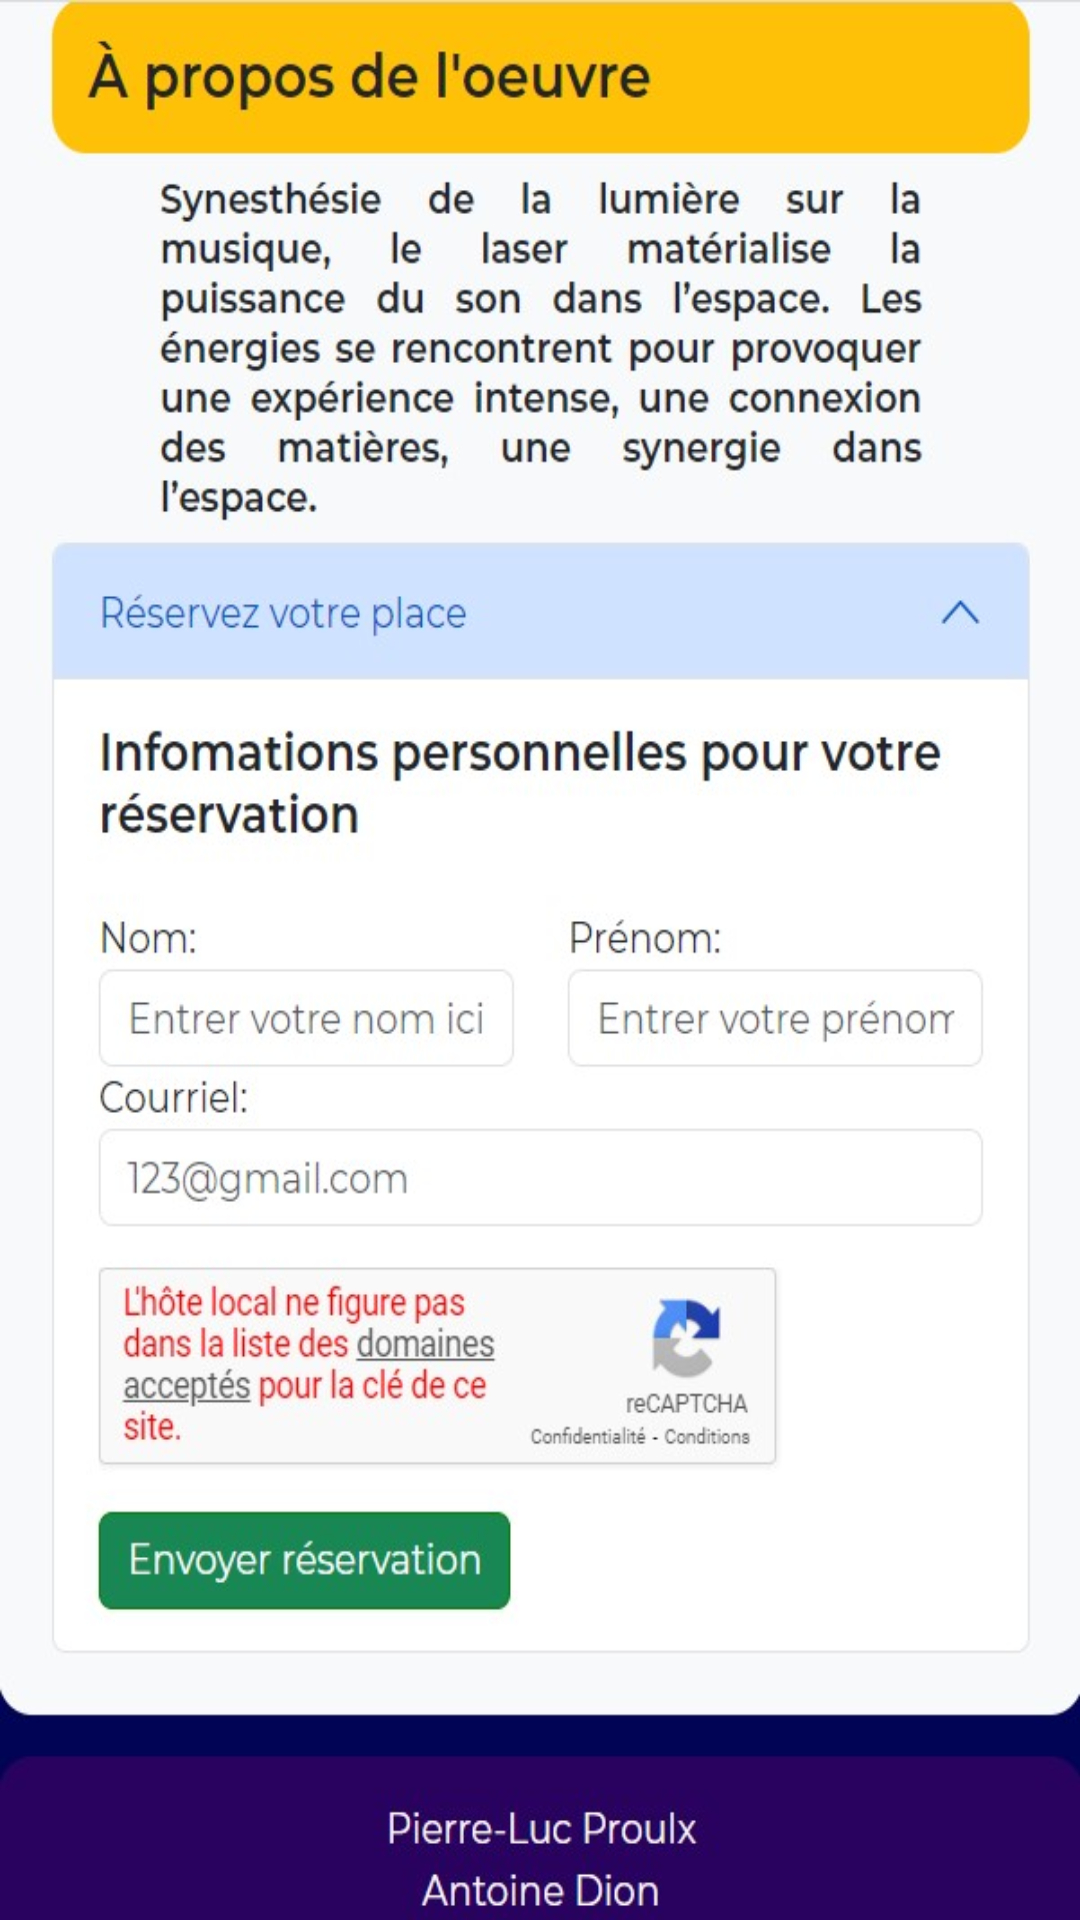 À propos de l'oeuvre
Synesthésie de la lumière sur la
musique, le laser matérialise la
puissance du son dans l’espace. Les
énergies se rencontrent pour provoquer
une expérience intense, une connexion
des matières, une synergie dans
l’espace.
Réservez votre place
Infomations personnelles pour votre
réservation
Nom:
Prénom:
Entrer votre nom ici
Entrer votre prénom
Courriel:
123@gmail.com
L'hôte local ne figure pas
dans la liste des domaines
acceptés pour la clé de ce
site.
reCAPTCHA
Confidentialité - Conditions
Envoyer réservation
Pierre-Luc Proulx
Antoine Dion